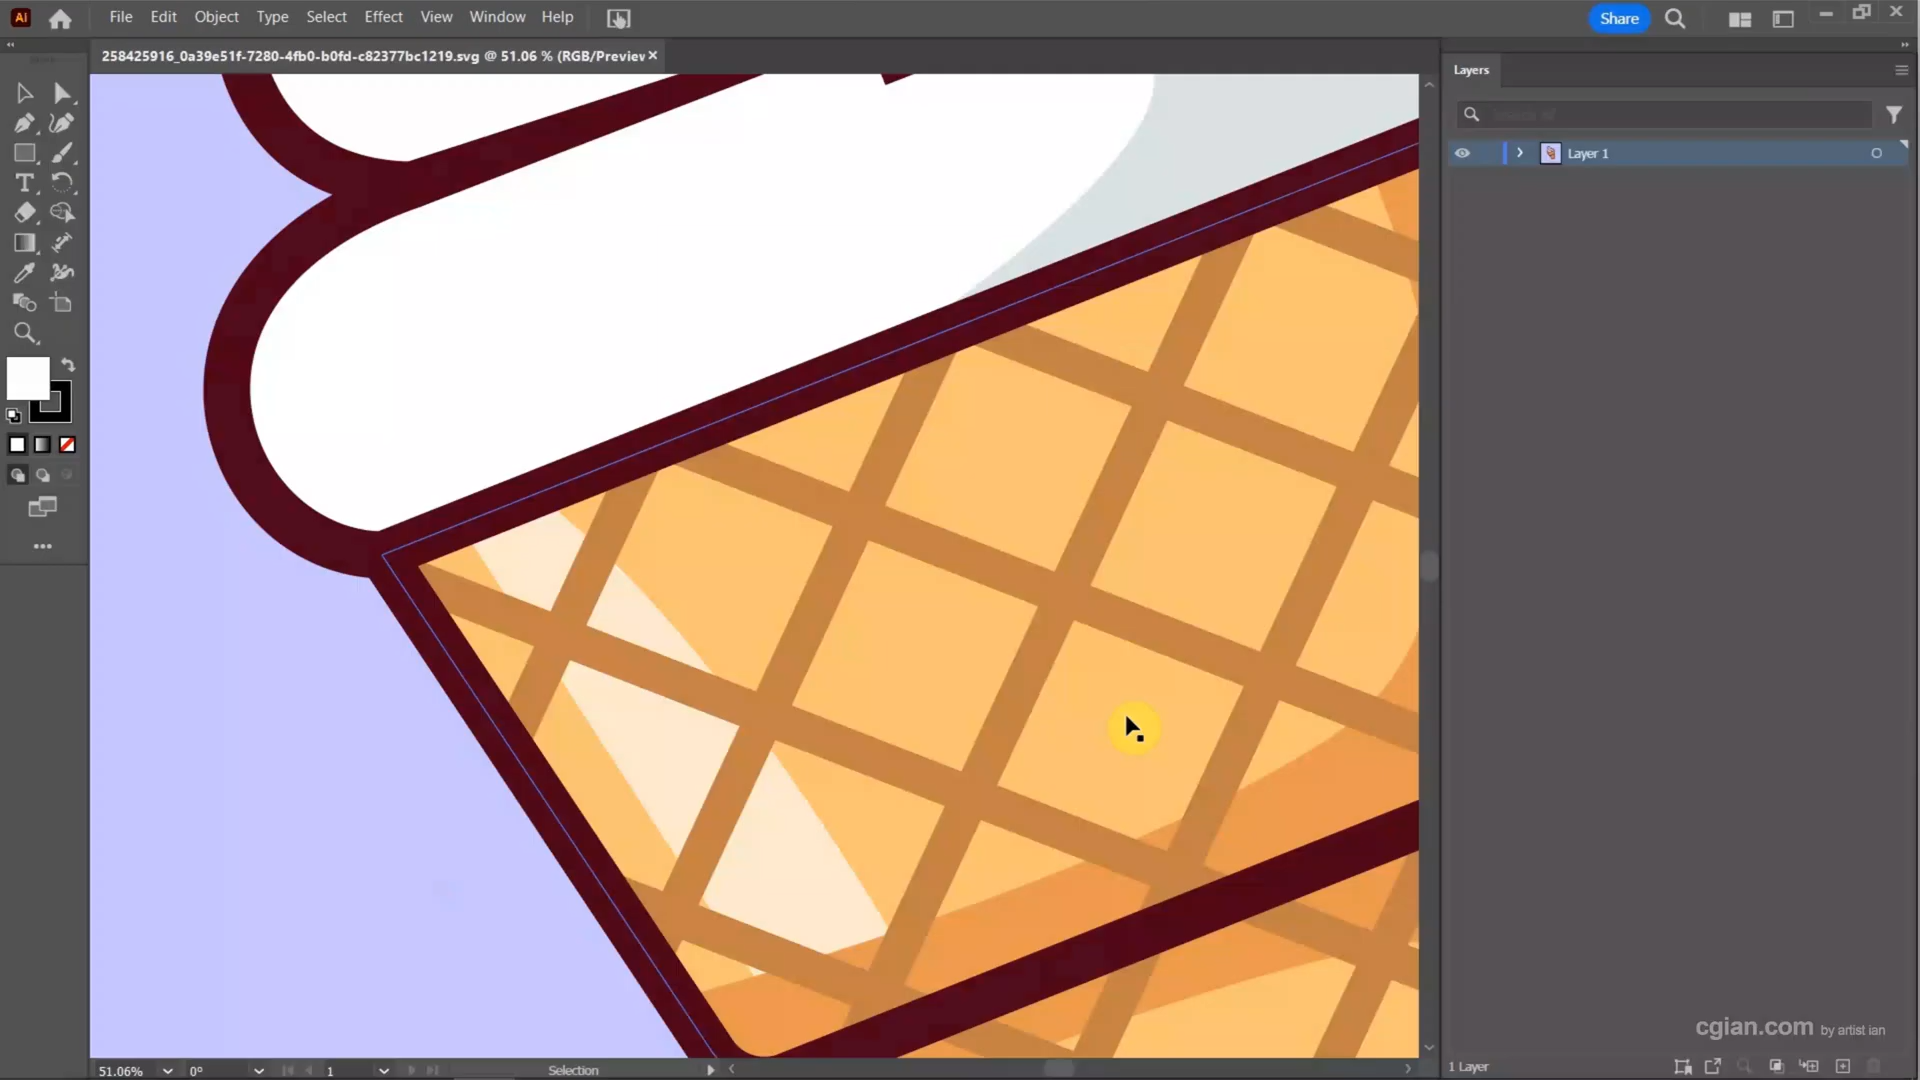 Ai File Edit Object Type Select Effect View Window Help Share
258425916_0a39e51f-7280-4fb0-b0fd-c82377bc1219.svg @ 51.06 % (RGB/Preview
Layers
Layer 1
cgian.com by artist ian
51.06% 0° 1 Selection
1 Layer